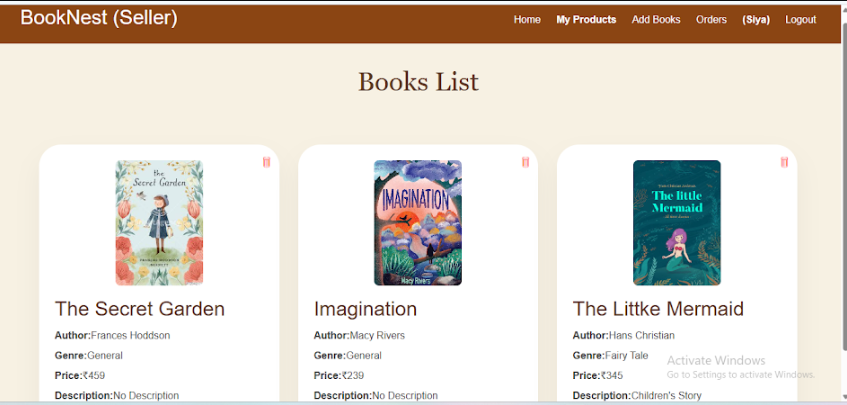 BookNest (Seller)
Home My Products Add Books Orders (Siya) Logout
Books List
the
Secret Garden
The Secret Garden
Author:Frances Hoddson
Genre:General
Price:₹459
Description:No Description
IMAGINATION
Macy Rivers
Imagination
Author:Macy Rivers
Genre:General
Price:₹239
Description:No Description
The little
Mermaid
The Littke Mermaid
Author:Hans Christian
Genre:Fairy Tale
Price:₹345
Description:Children's Story
Activate Windows
Go to Settings to activate Windows.